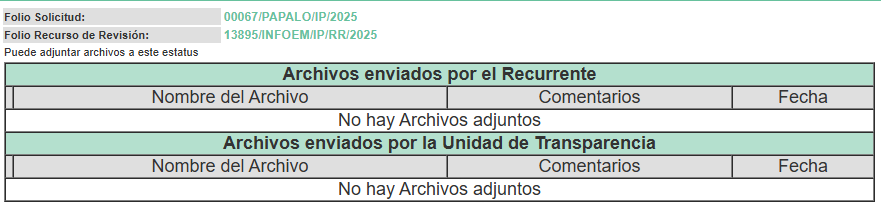 Folio Solicitud: 00067/PAPALO/IP/2025
Folio Recurso de Revisión: 13895/INFOEM/IP/RR/2025
Puede adjuntar archivos a este estatus
Archivos enviados por el Recurrente
Nombre del Archivo Comentarios Fecha
No hay Archivos adjuntos
Archivos enviados por la Unidad de Transparencia
Nombre del Archivo Comentarios Fecha
No hay Archivos adjuntos